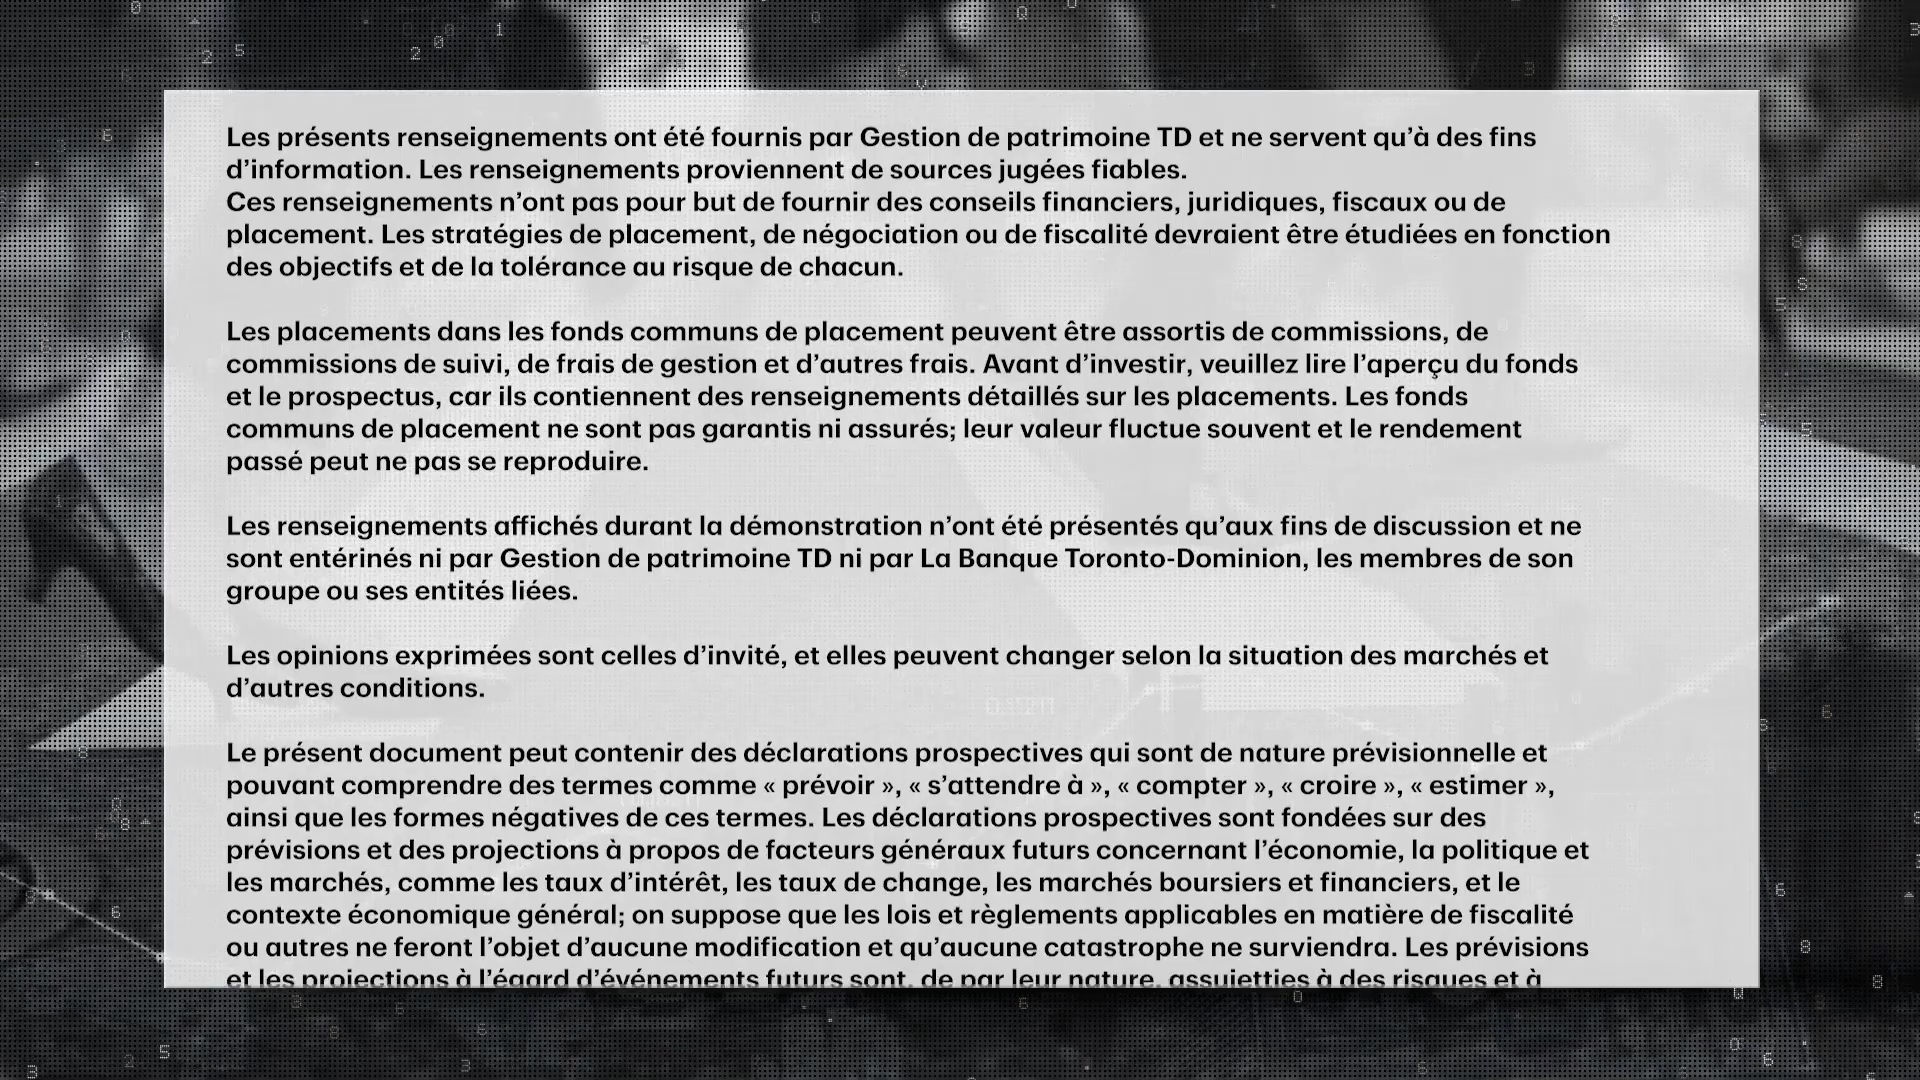 Les présents renseignements ont été fournis par Gestion de patrimoine TD et ne servent qu’à des fins
d’information. Les renseignements proviennent de sources jugées fiables.
Ces renseignements n’ont pas pour but de fournir des conseils financiers, juridiques, fiscaux ou de
placement. Les stratégies de placement, de négociation ou de fiscalité devraient être étudiées en fonction
des objectifs et de la tolérance au risque de chacun.
Les placements dans les fonds communs de placement peuvent être assortis de commissions, de
commissions de suivi, de frais de gestion et d’autres frais. Avant d’investir, veuillez lire l’aperçu du fonds
et le prospectus, car ils contiennent des renseignements détaillés sur les placements. Les fonds
communs de placement ne sont pas garantis ni assurés; leur valeur fluctue souvent et le rendement
passé peut ne pas se reproduire.
Les renseignements affichés durant la démonstration n’ont été présentés qu’aux fins de discussion et ne
sont entérinés ni par Gestion de patrimoine TD ni par La Banque Toronto-Dominion, les membres de son
groupe ou ses entités liées.
Les opinions exprimées sont celles d’invité, et elles peuvent changer selon la situation des marchés et
d’autres conditions.
Le présent document peut contenir des déclarations prospectives qui sont de nature prévisionnelle et
pouvant comprendre des termes comme « prévoir », « s’attendre à », « compter », « croire », « estimer »,
ainsi que les formes négatives de ces termes. Les déclarations prospectives sont fondées sur des
prévisions et des projections à propos de facteurs généraux futurs concernant l’économie, la politique et
les marchés, comme les taux d’intérêt, les taux de change, les marchés boursiers et financiers, et le
contexte économique général; on suppose que les lois et règlements applicables en matière de fiscalité
ou autres ne feront l’objet d’aucune modification et qu’aucune catastrophe ne surviendra. Les prévisions
et les projections à l’égard d’événements futurs sont, de par leur nature, assujetties à des risques et à